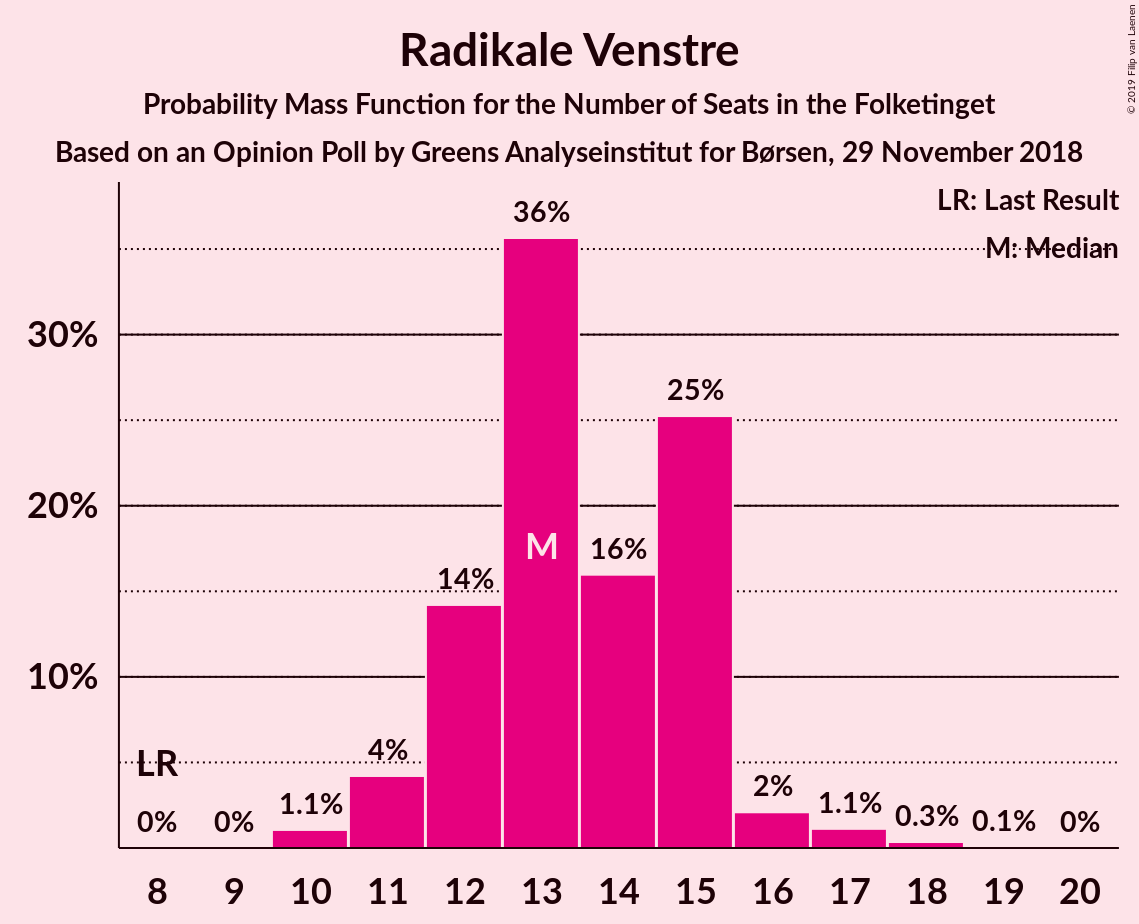 Radikale Venstre
Probability Mass Function for the Number of Seats in the Folketinget
Based on an Opinion Poll by Greens Analyseinstitut for Børsen, 29 November 2018
© 2019 Filip van Laenen
LR: Last Result
M: Median
36%
30%
25%
20%
M
16%
14%
10%
4%
LR
2%
1.1%
1.1%
0.3%
0.1%
0%
0%
0%
8 9 10 11 12 13 14 15 16 17 18 19 20